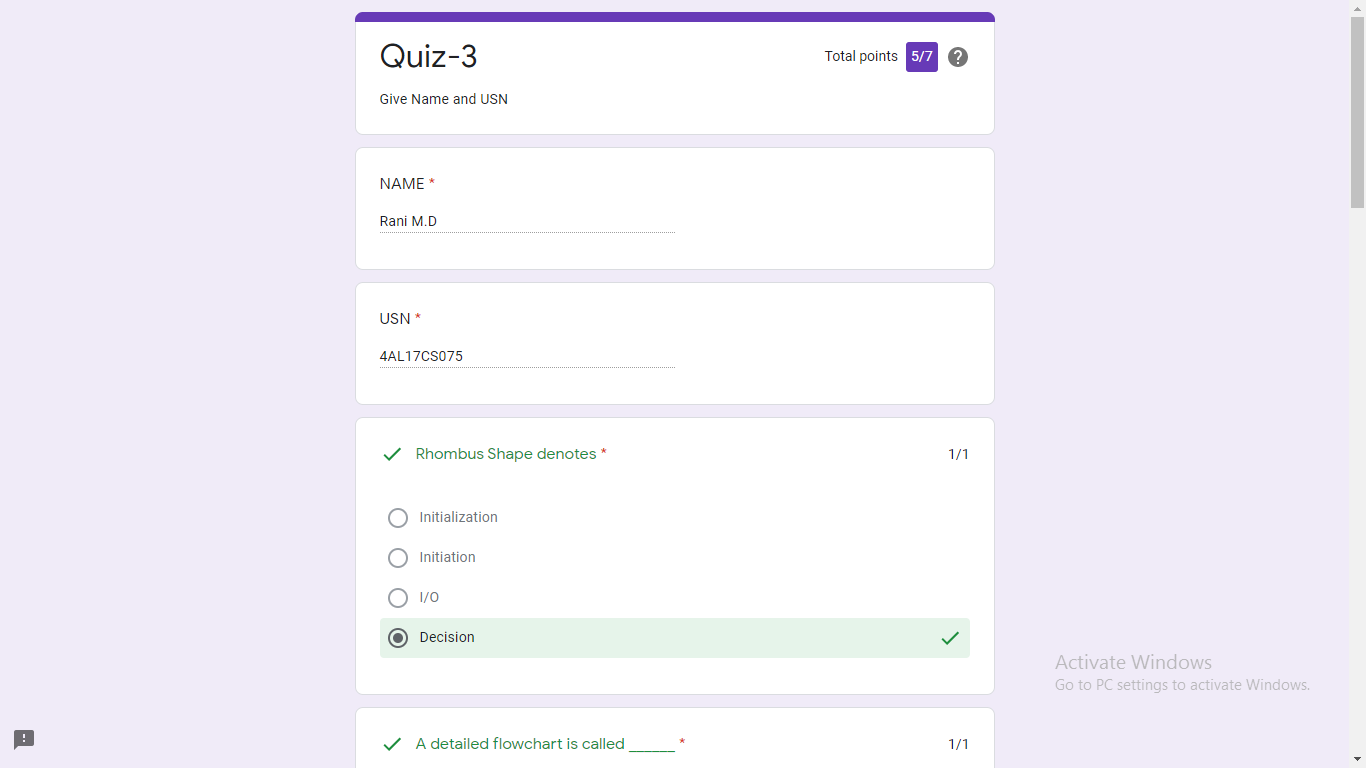 Quiz-3
Total points 5/7
Give Name and USN
NAME *
Rani M.D
USN *
4AL17CS075
Rhombus Shape denotes *
1/1
Initialization
Initiation
I/O
Decision
Activate Windows
Go to PC settings to activate Windows.
A detailed flowchart is called ______ *
1/1